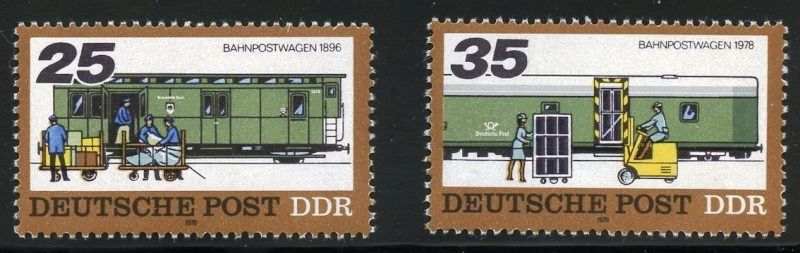 25
BAHNPOSTWAGEN 1896
DEUTSCHE POST DDR
1978
35
BAHNPOSTWAGEN 1978
Deutsche Post
DEUTSCHE POST DDR
1978